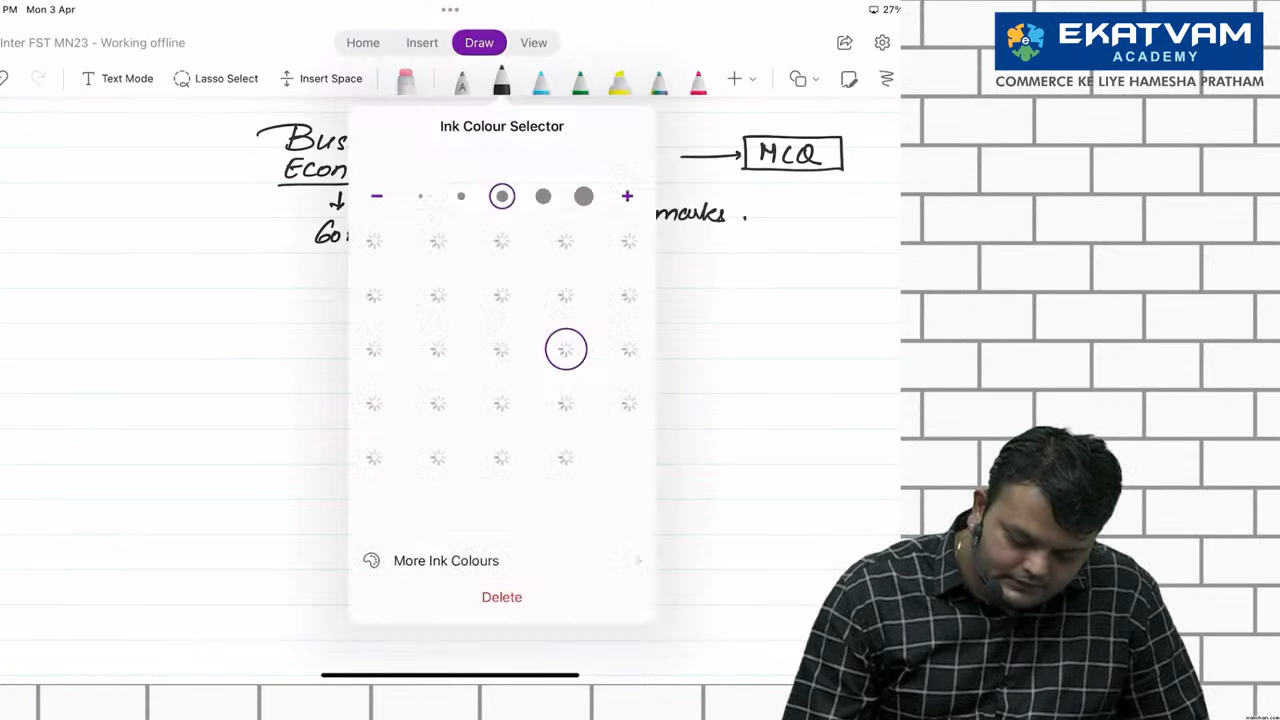 PM Mon 3 Apr
27%
Inter FST MN23 - Working offline
Home Insert Draw View
Text Mode Lasso Select Insert Space
Ink Colour Selector
Bus
Econ
60
MCQ
marks.
More Ink Colours
Delete
EKATVAM
ACADEMY
COMMERCE KE LIYE HAMESHA PRATHAM